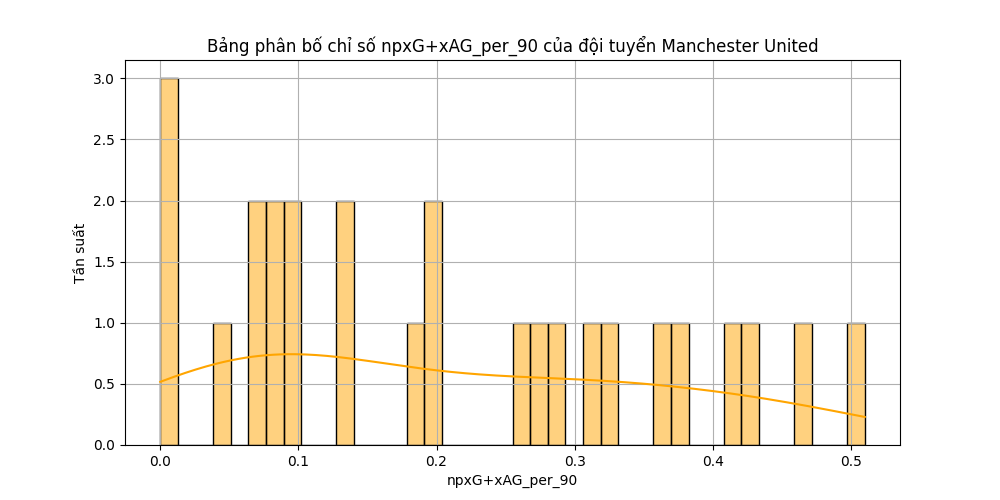 Bảng phân bố chỉ số npxG+xAG_per_90 của đội tuyển Manchester United
3.0
2.5
2.0
1.5
1.0
0.5
0.0
Tần suất
0.0 0.1 0.2 0.3 0.4 0.5
npxG+xAG_per_90